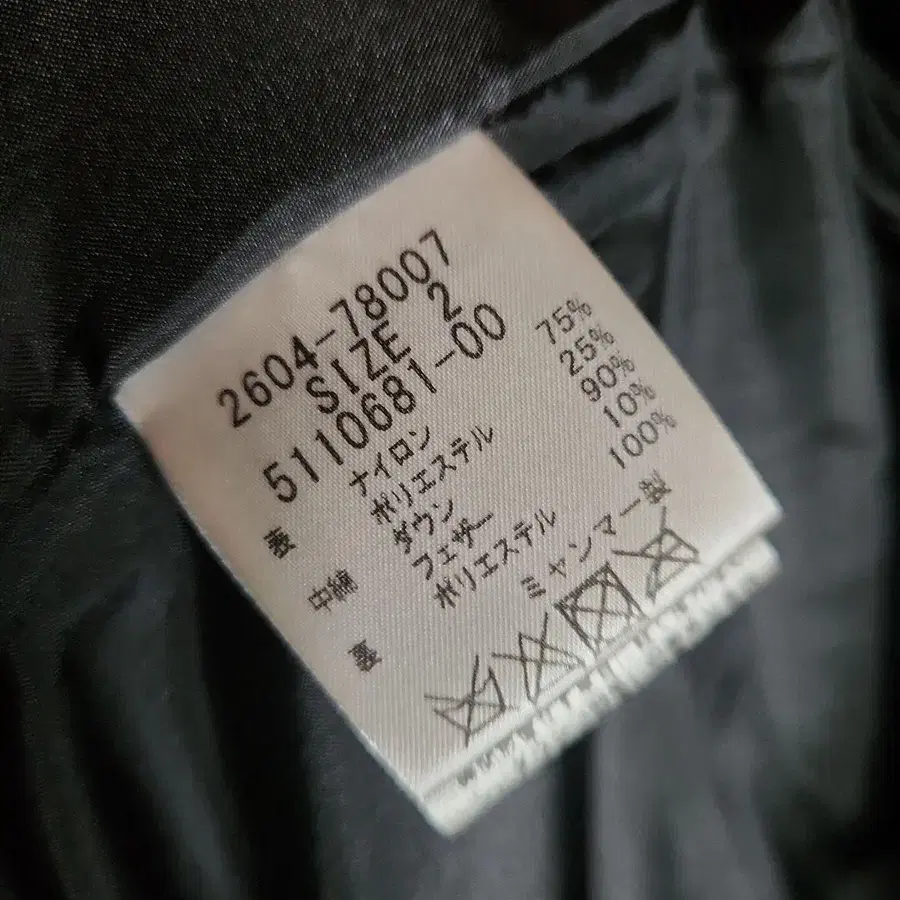 2604-78007
SIZE 2
5110681-00
表 ナイロン 75%
ポリエステル 25%
中綿 ダウン 90%
フェザー 10%
裏 ポリエステル 100%
ミャンマー製